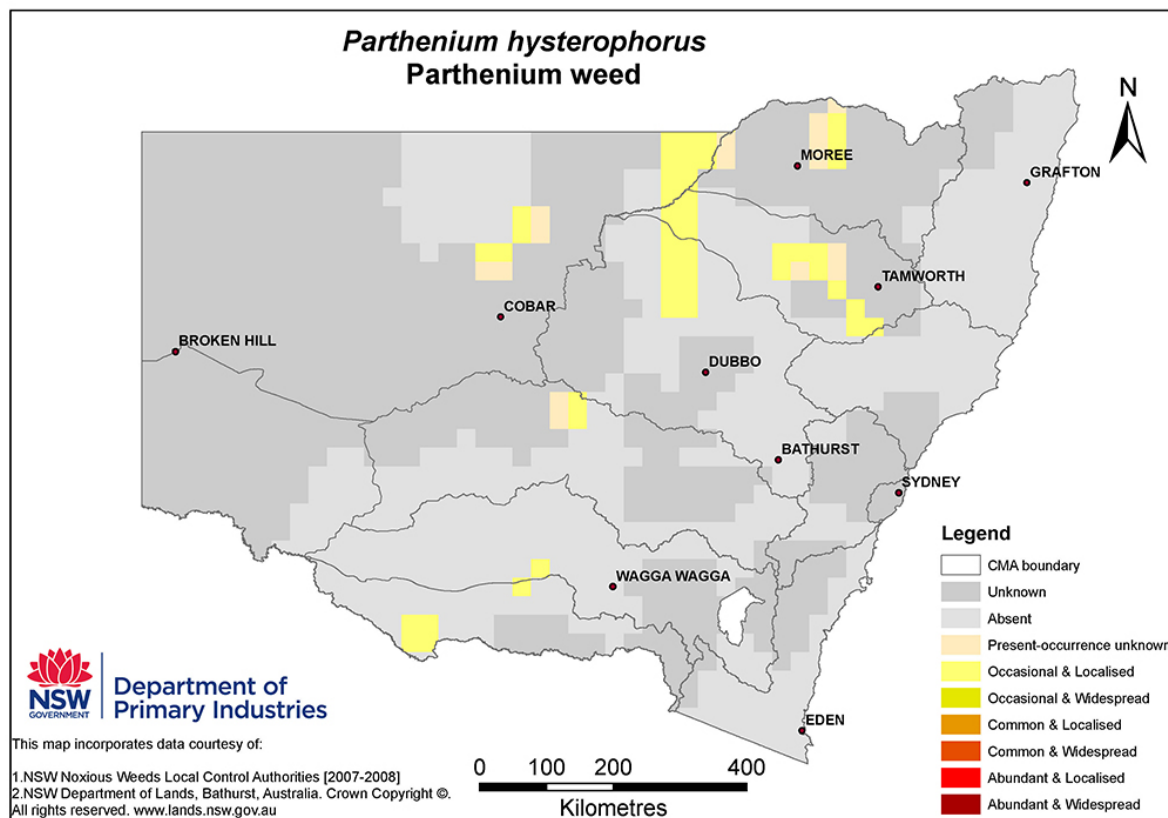 Parthenium hysterophorus
Parthenium weed
N
MOREE
GRAFTON
TAMWORTH
COBAR
BROKEN HILL
DUBBO
BATHURST
SYDNEY
WAGGA WAGGA
EDEN
Legend
CMA boundary
Unknown
Absent
Present-occurrence unknown
Occasional & Localised
Occasional & Widespread
Common & Localised
Common & Widespread
Abundant & Localised
Abundant & Widespread
NSW
GOVERNMENT
Department of
Primary Industries
This map incorporates data courtesy of:
1.NSW Noxious Weeds Local Control Authorities [2007-2008]
2.NSW Department of Lands, Bathurst, Australia. Crown Copyright ©.
All rights reserved. www.lands.nsw.gov.au
0 100 200 400
Kilometres